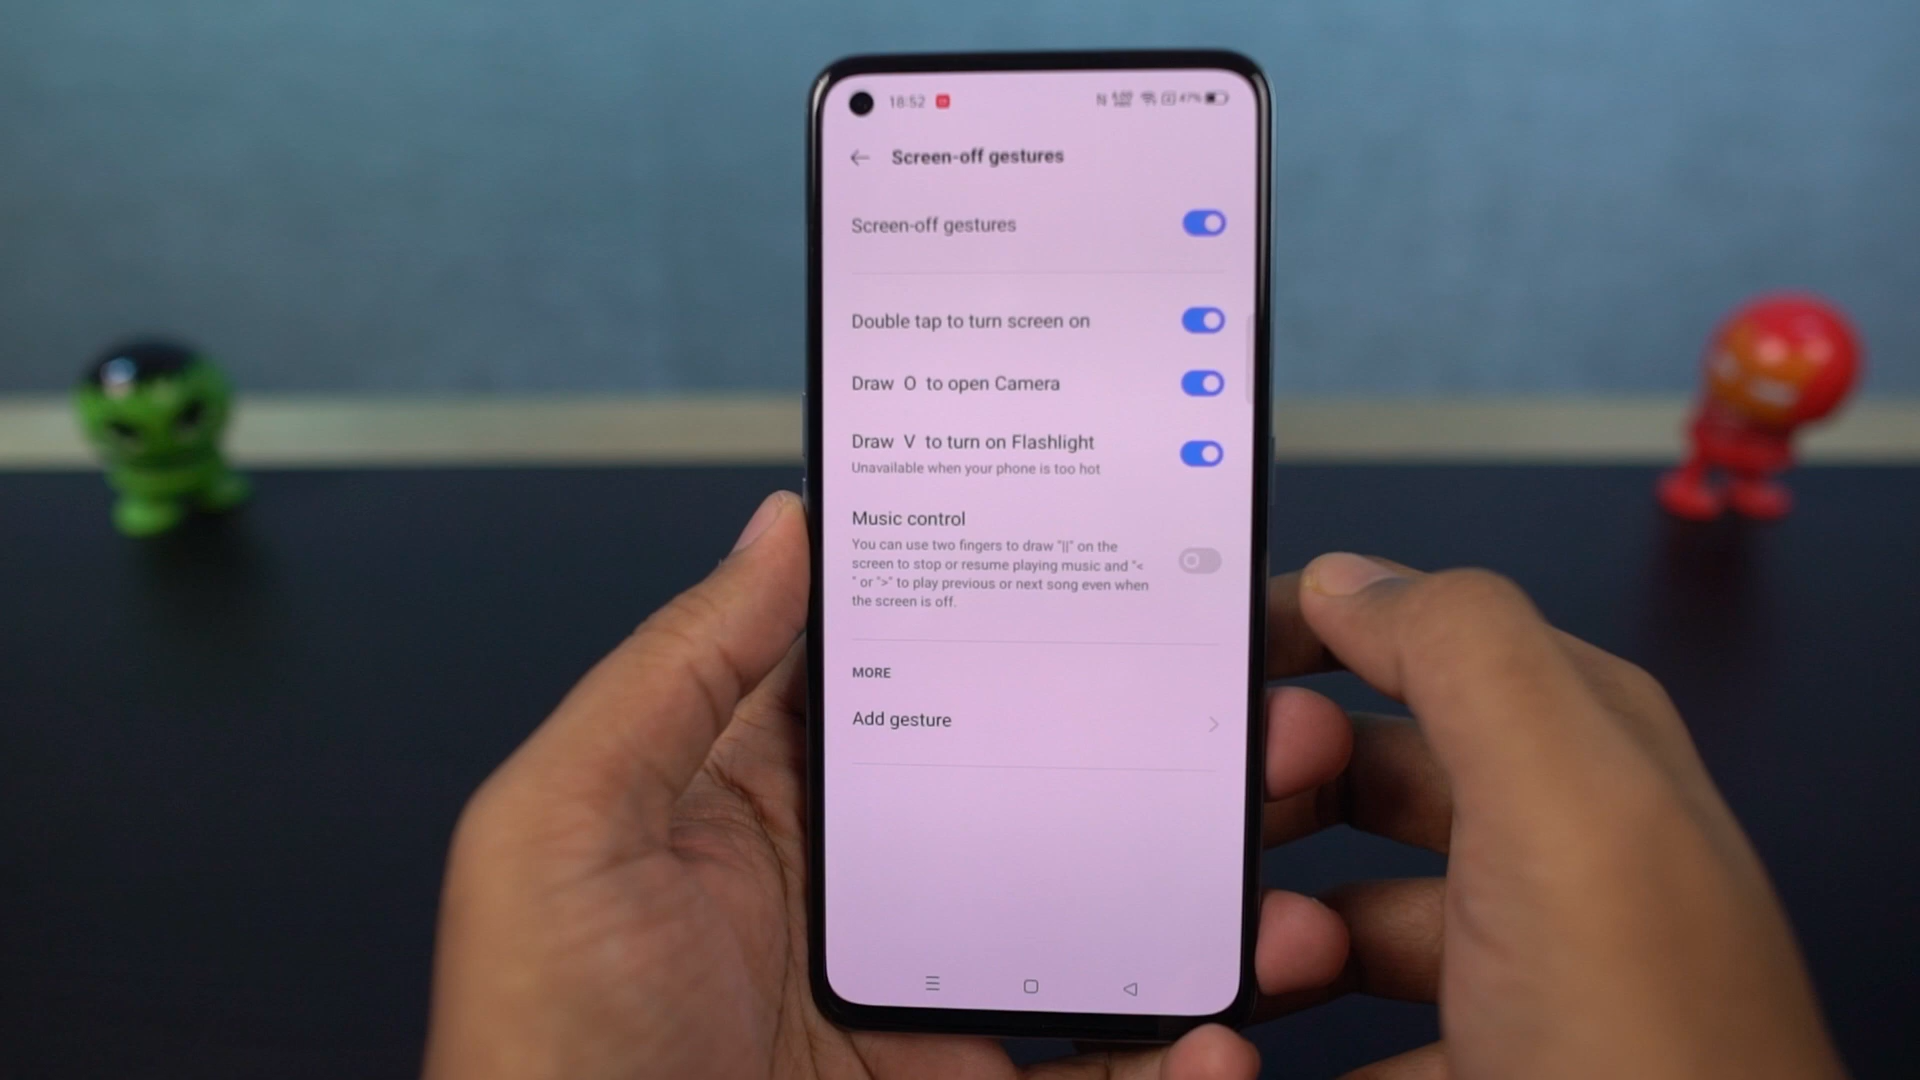 18:52 47%
Screen-off gestures
Screen-off gestures
Double tap to turn screen on
Draw O to open Camera
Draw V to turn on Flashlight
Unavailable when your phone is too hot
Music control
You can use two fingers to draw "||" on the
screen to stop or resume playing music and "<
" or ">" to play previous or next song even when
the screen is off.
MORE
Add gesture